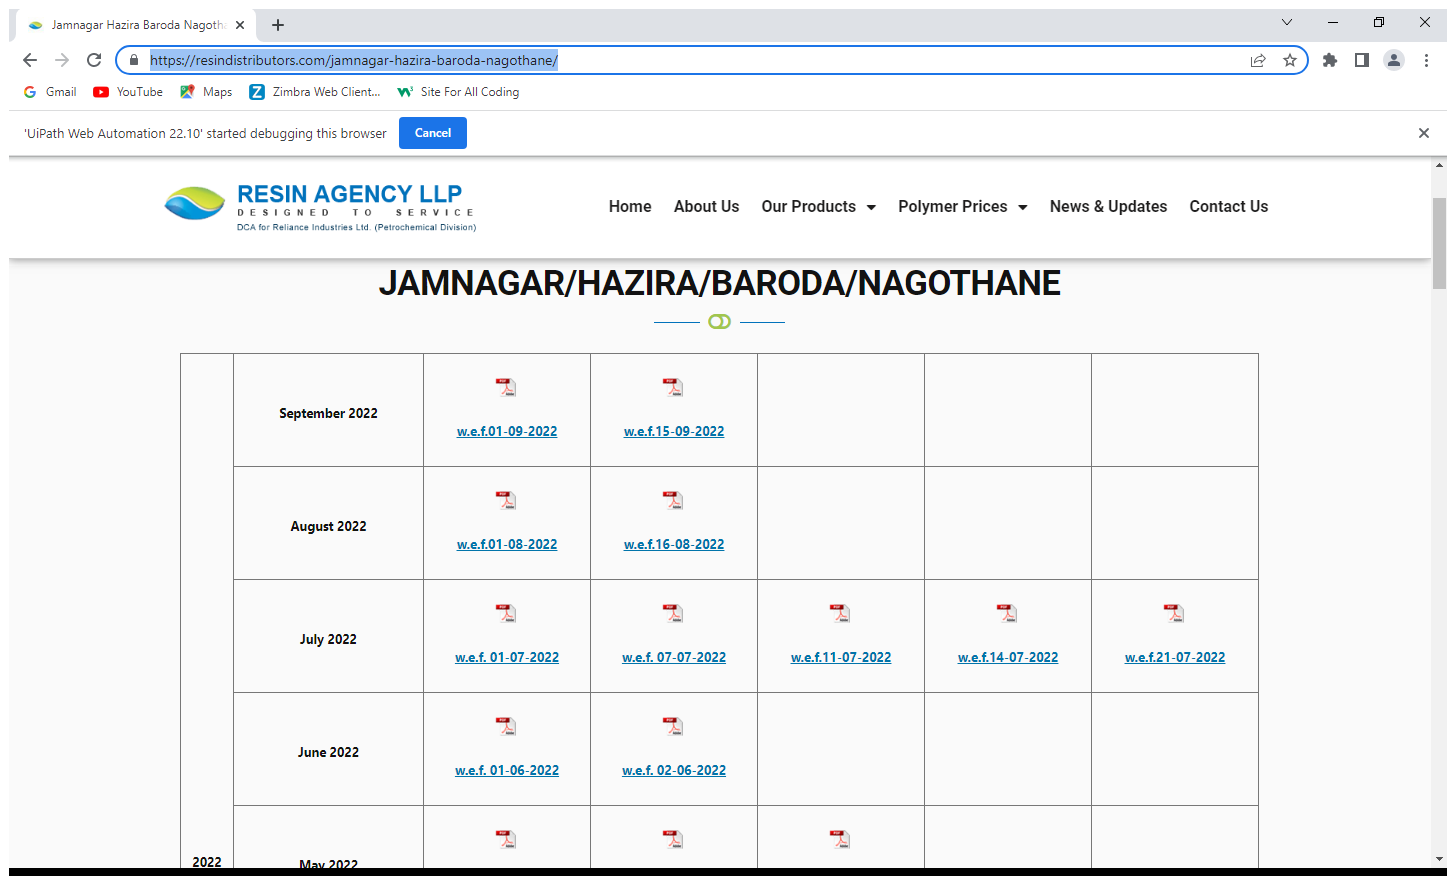 Jamnagar Hazira Baroda Nagoth
https://resindistributors.com/jamnagar-hazira-baroda-nagothane/
Gmail YouTube Maps Zimbra Web Client... Site For All Coding
'UiPath Web Automation 22.10' started debugging this browser Cancel
RESIN AGENCY LLP
DESIGNED TO SERVICE
DCA for Reliance Industries Ltd. (Petrochemical Division)
Home About Us Our Products Polymer Prices News & Updates Contact Us
JAMNAGAR/HAZIRA/BARODA/NAGOTHANE
September 2022
w.e.f.01-09-2022 w.e.f.15-09-2022
August 2022
w.e.f.01-08-2022 w.e.f.16-08-2022
July 2022
w.e.f. 01-07-2022 w.e.f. 07-07-2022 w.e.f.11-07-2022 w.e.f.14-07-2022 w.e.f.21-07-2022
June 2022
w.e.f. 01-06-2022 w.e.f. 02-06-2022
2022 May 2022